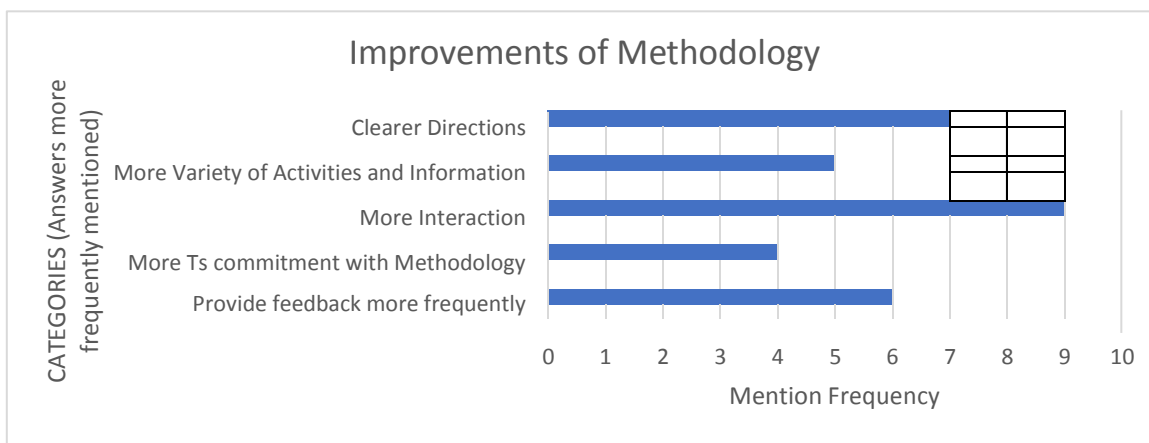 Improvements of Methodology
CATEGORIES (Answers more
frequently mentioned)
Clearer Directions
More Variety of Activities and Information
More Interaction
More Ts commitment with Methodology
Provide feedback more frequently
0 1 2 3 4 5 6 7 8 9 10
Mention Frequency